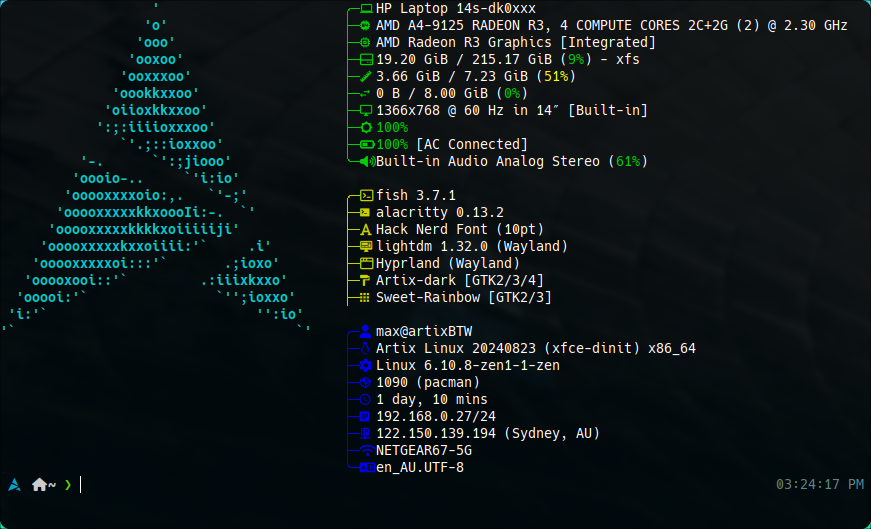 '
'o'
'ooo'
'ooxoo'
'ooxxxoo'
'oookkxxoo'
'oiioxkkxxoo'
':;:iiiioxxxoo'
`'.;::ioxxoo'
'-. `':;jiooo'
'oooio-.. `'i:io'
'ooooxxxxoio:,. `'-;'
'ooooxxxxxkkxoooIi:-. `'
'ooooxxxxxkkkkxoiiiiiji'
'ooooxxxxxkxxoiiii:'` .i'
'ooooxxxxxoi:::'` .;ioxo'
'ooooxooi::'` .:iiixkxxo'
'ooooi:'` `'';ioxxo'
'i:'` '':io'
'` `'
HP Laptop 14s-dk0xxx
AMD A4-9125 RADEON R3, 4 COMPUTE CORES 2C+2G (2) @ 2.30 GHz
AMD Radeon R3 Graphics [Integrated]
19.20 GiB / 215.17 GiB (9%) - xfs
3.66 GiB / 7.23 GiB (51%)
0 B / 8.00 GiB (0%)
1366x768 @ 60 Hz in 14″ [Built-in]
100%
100% [AC Connected]
Built-in Audio Analog Stereo (61%)
fish 3.7.1
alacritty 0.13.2
Hack Nerd Font (10pt)
lightdm 1.32.0 (Wayland)
Hyprland (Wayland)
Artix-dark [GTK2/3/4]
Sweet-Rainbow [GTK2/3]
max@artixBTW
Artix Linux 20240823 (xfce-dinit) x86_64
Linux 6.10.8-zen1-1-zen
1090 (pacman)
1 day, 10 mins
192.168.0.27/24
122.150.139.194 (Sydney, AU)
NETGEAR67-5G
en_AU.UTF-8
~ ❯ 03:24:17 PM